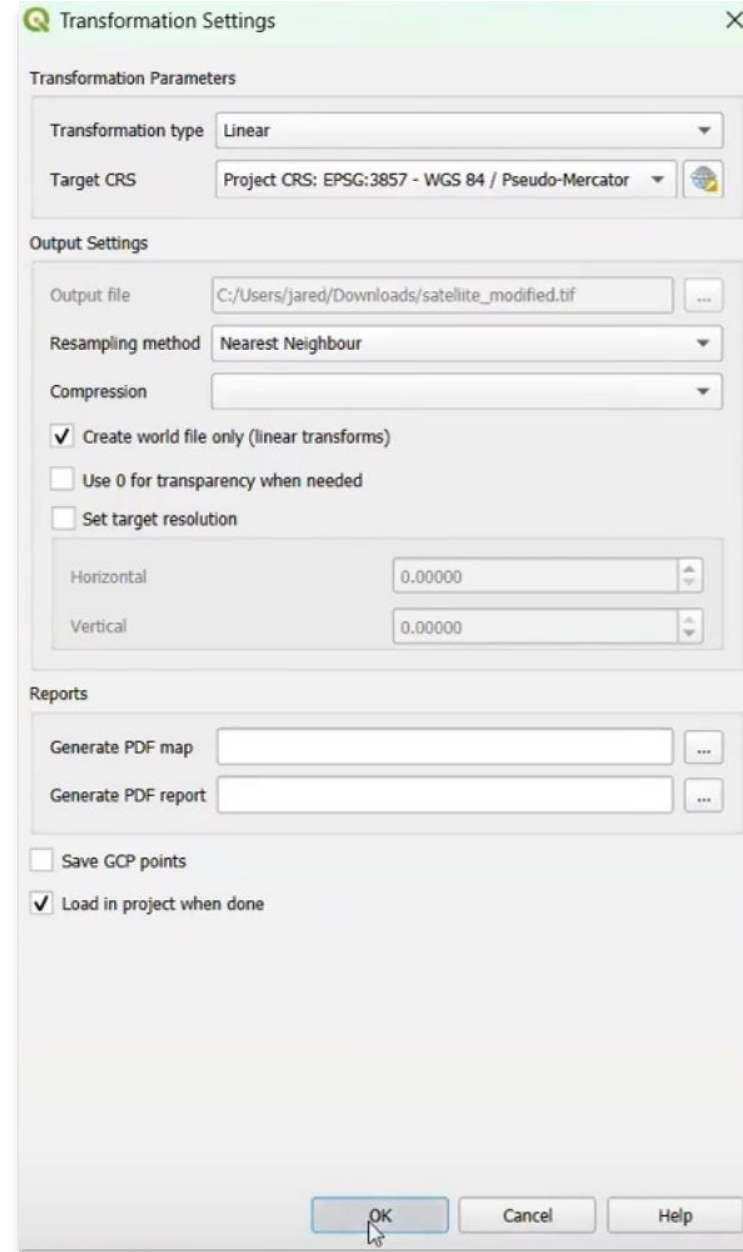 Transformation Settings
Transformation Parameters
Transformation type Linear
Target CRS Project CRS: EPSG:3857 - WGS 84 / Pseudo-Mercator
Output Settings
Output file C:/Users/jared/Downloads/satellite_modified.tif
Resampling method Nearest Neighbour
Compression
Create world file only (linear transforms)
Use 0 for transparency when needed
Set target resolution
Horizontal 0.00000
Vertical 0.00000
Reports
Generate PDF map ...
Generate PDF report ...
Save GCP points
Load in project when done
OK Cancel Help